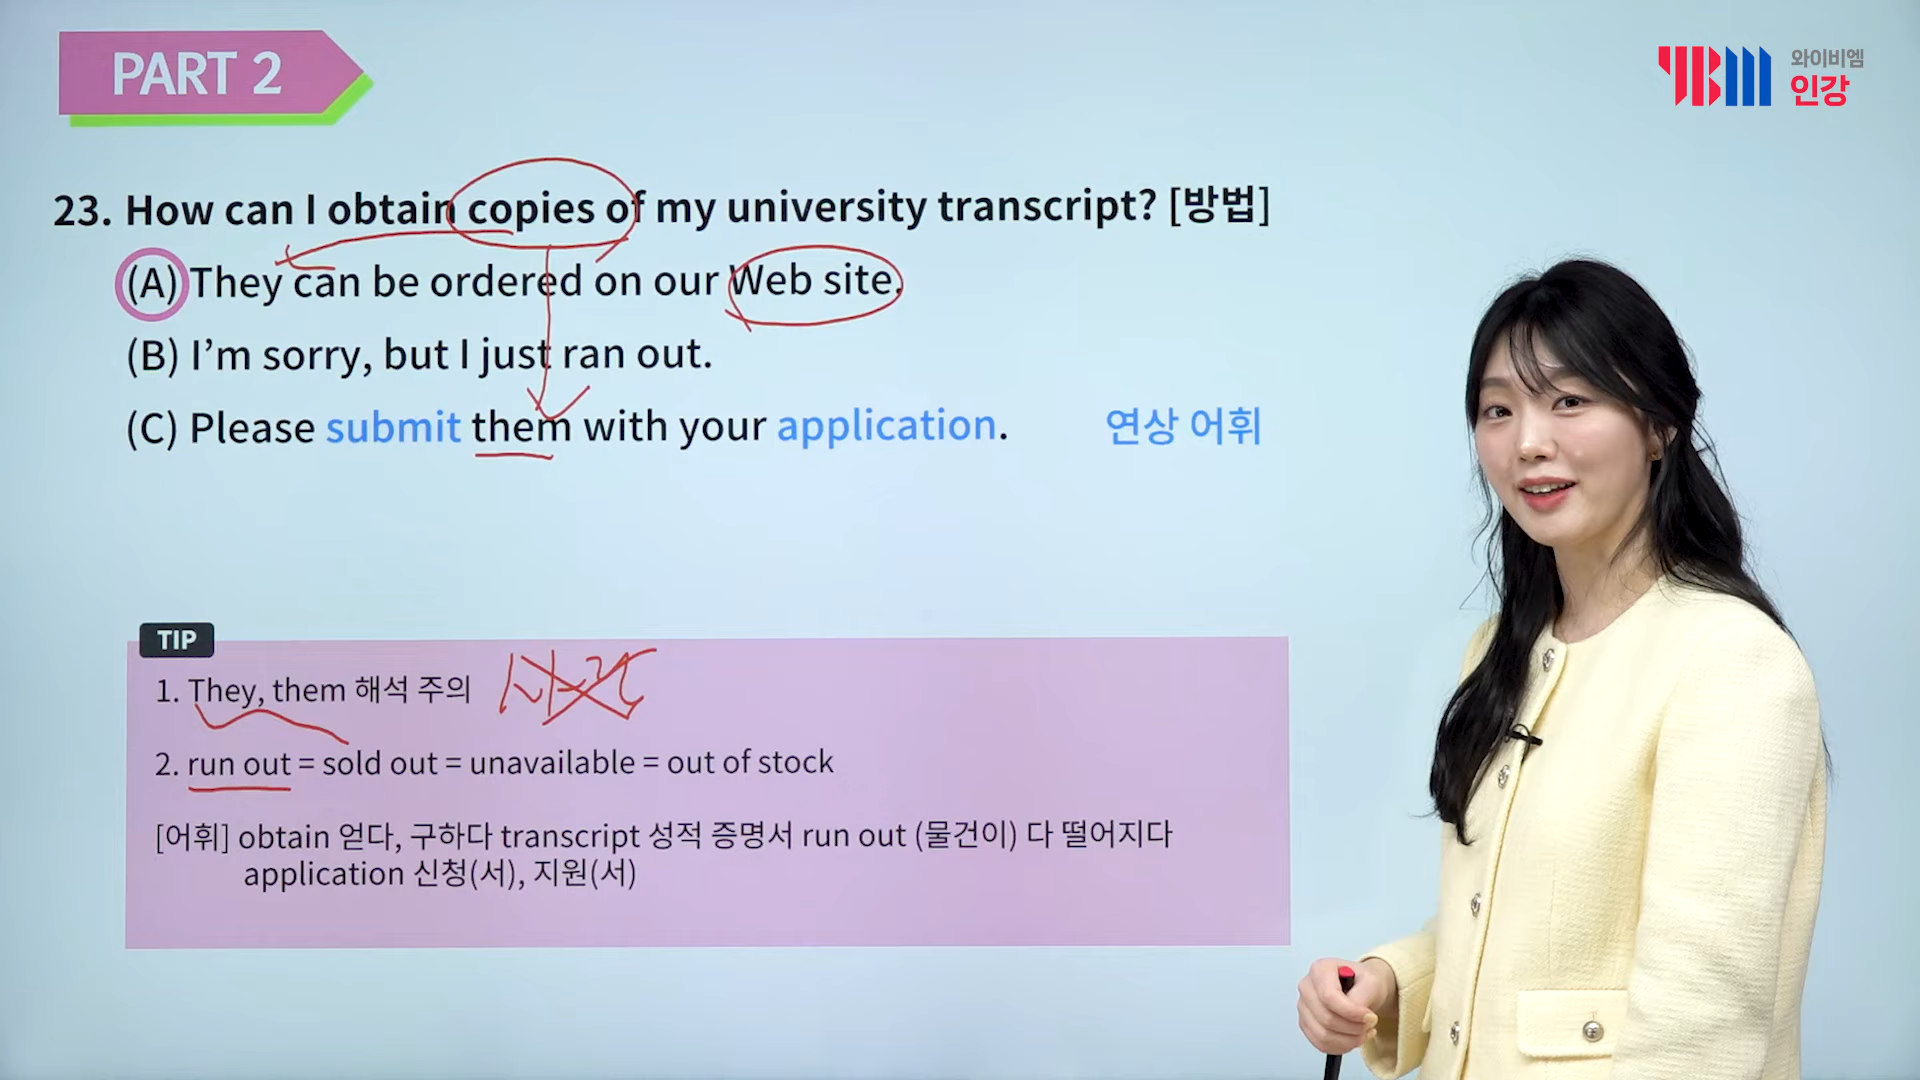 PART 2
YBM 와이비엠
인강
23. How can I obtain copies of my university transcript? [방법]
(A) They can be ordered on our Web site.
(B) I’m sorry, but I just ran out.
(C) Please submit them with your application. 연상 어휘
TIP
1. They, them 해석 주의
2. run out = sold out = unavailable = out of stock
[어휘] obtain 얻다, 구하다 transcript 성적 증명서 run out (물건이) 다 떨어지다
application 신청(서), 지원(서)